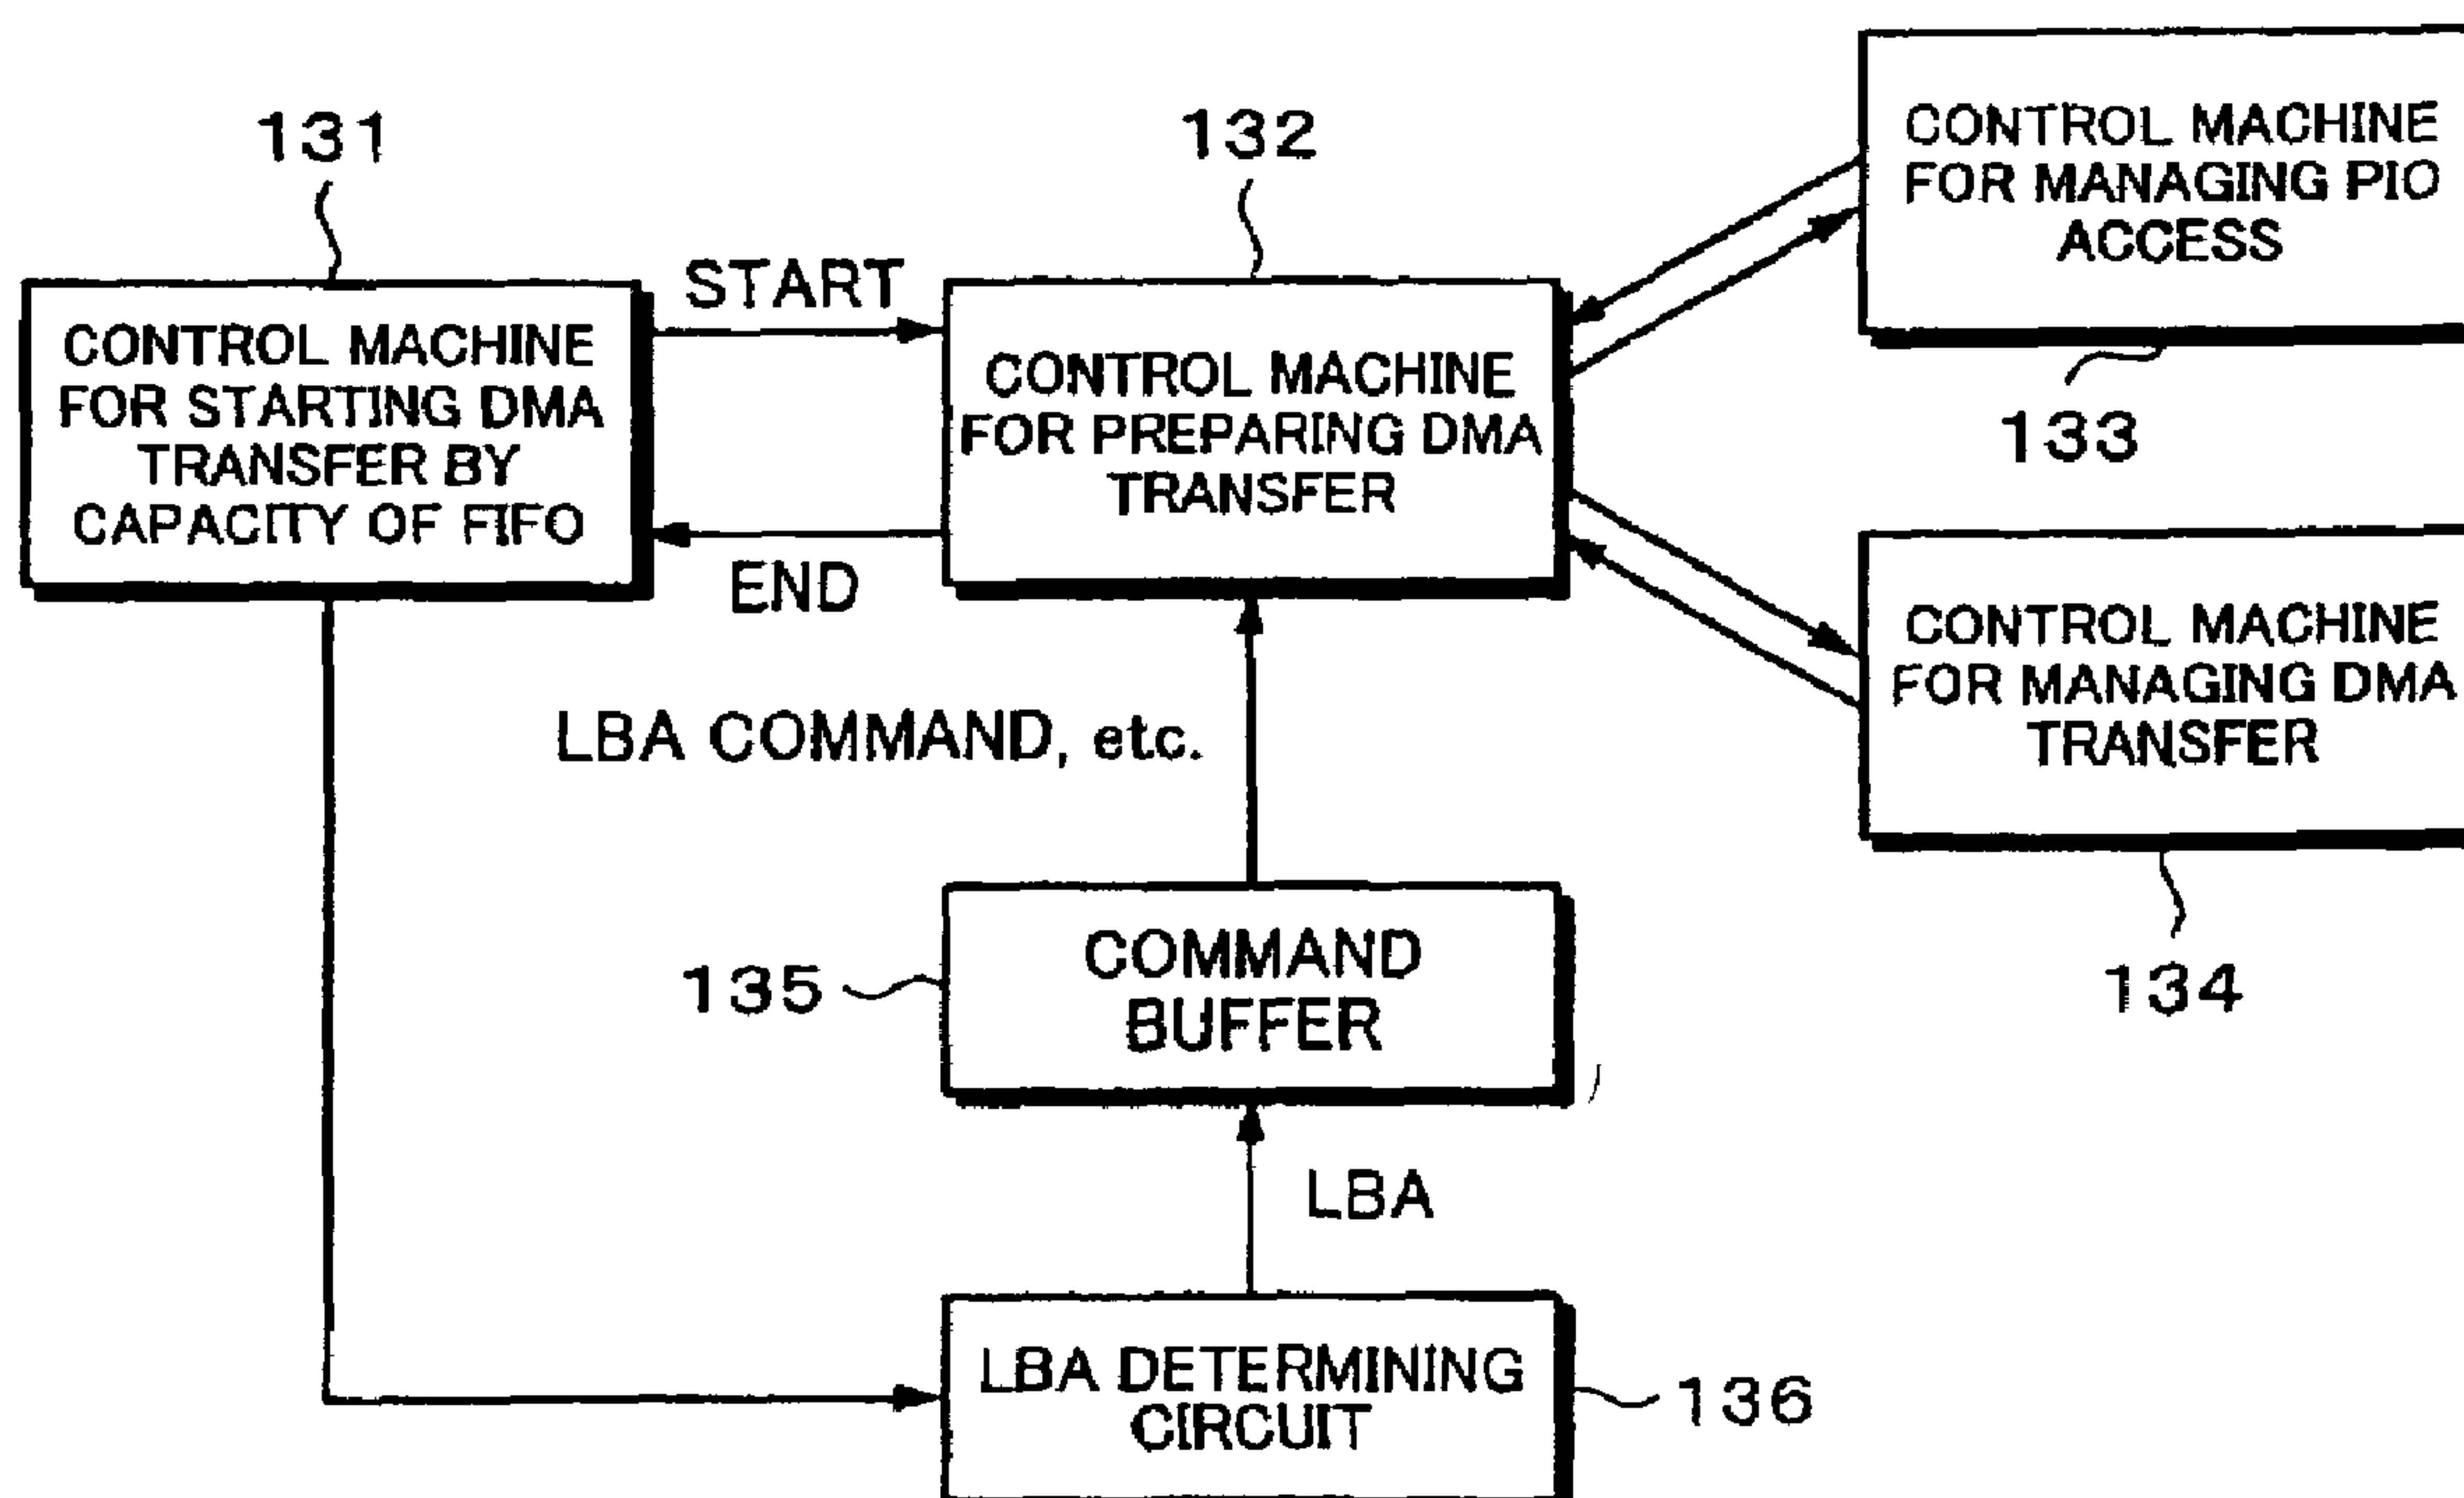 131
132
CONTROL MACHINE
FOR MANAGING PIO
ACCESS
133
START
CONTROL MACHINE
FOR STARTING DMA
TRANSFER BY
CAPACITY OF FIFO
CONTROL MACHINE
FOR PREPARING DMA
TRANSFER
END
CONTROL MACHINE
FOR MANAGING DMA
TRANSFER
134
LBA COMMAND, etc.
135
COMMAND
BUFFER
LBA
LBA DETERMINING
CIRCUIT
136